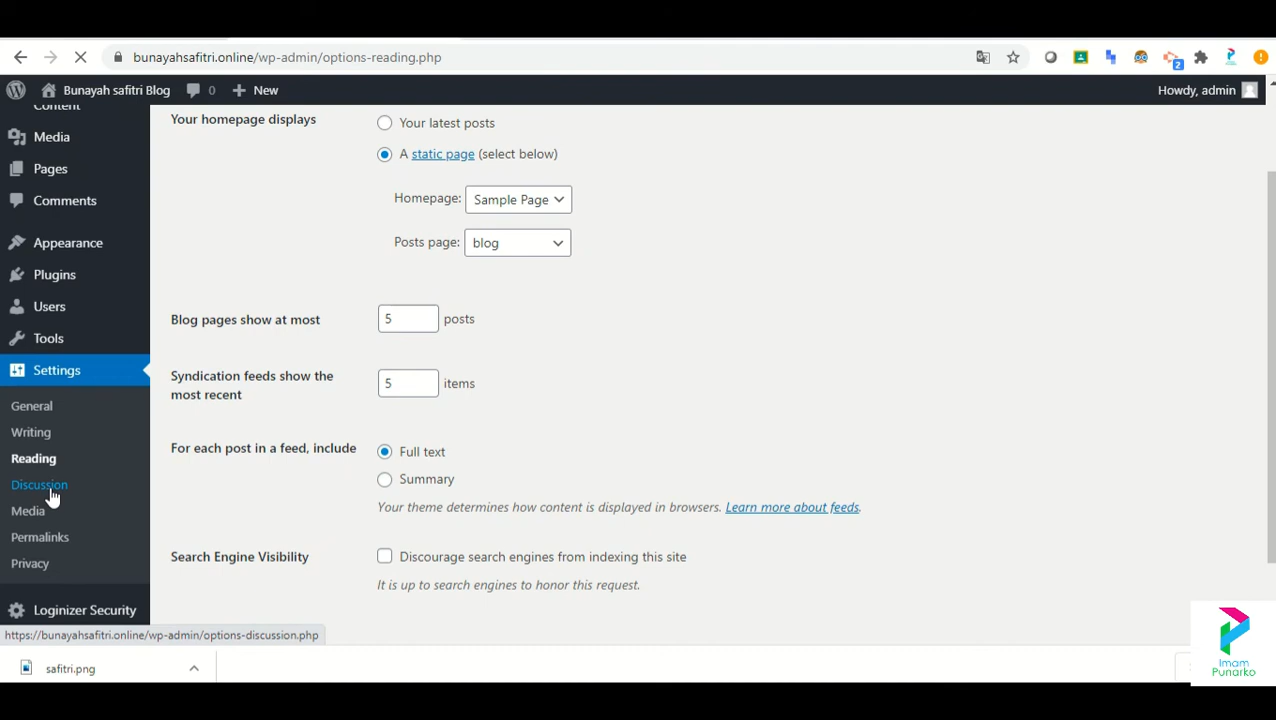 bunayahsafitri.online/wp-admin/options-reading.php
2
Bunayah safitri Blog 0 New Howdy, admin
Content
Media
Pages
Comments
Appearance
Plugins
Users
Tools
Settings
General
Writing
Reading
Discussion
Media
Permalinks
Privacy
Loginizer Security
Your homepage displays
Your latest posts
A static page (select below)
Homepage: Sample Page
Posts page: blog
Blog pages show at most 5 posts
Syndication feeds show the
most recent
5 items
For each post in a feed, include Full text
Summary
Your theme determines how content is displayed in browsers. Learn more about feeds.
Search Engine Visibility Discourage search engines from indexing this site
It is up to search engines to honor this request.
https://bunayahsafitri.online/wp-admin/options-discussion.php
safitri.png
Imam
Punarko